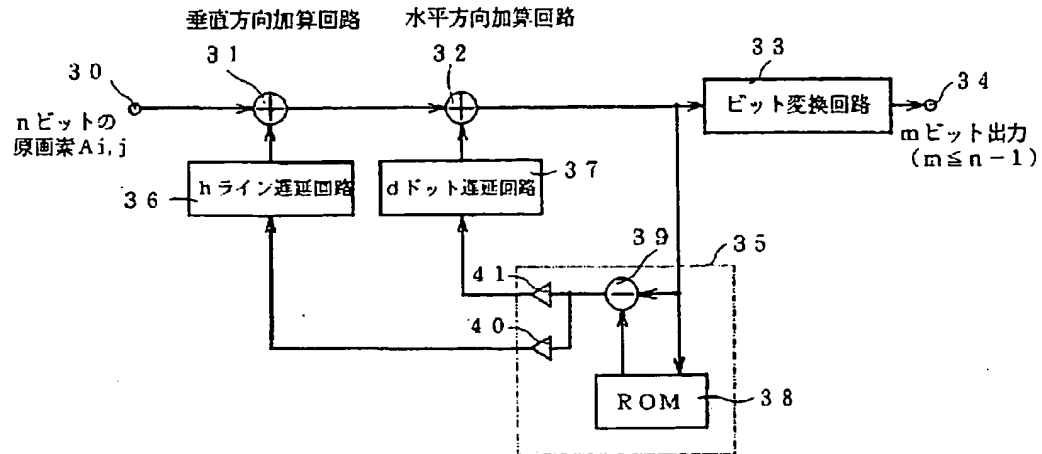 垂直方向加算回路
水平方向加算回路
31
32
33
30
34
ビット変換回路
nビットの
原画素Ai,j
mビット出力
(m≦n−1)
hライン遅延回路
dドット遅延回路
36
37
39
35
41
40
ROM
38